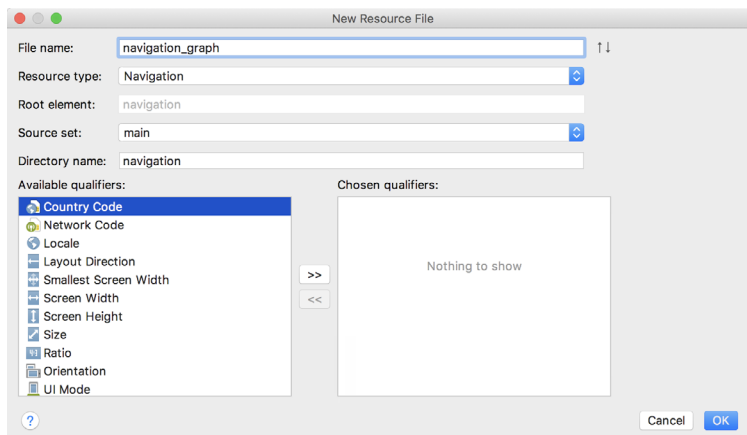 New Resource File
File name: navigation_graph ↑↓
Resource type: Navigation
Root element: navigation
Source set: main
Directory name: navigation
Available qualifiers: Chosen qualifiers:
Country Code
Network Code
Locale
Layout Direction
Smallest Screen Width
Screen Width
Screen Height
Size
4:1 Ratio
Orientation
UI Mode
>>
<<
Nothing to show
? Cancel OK